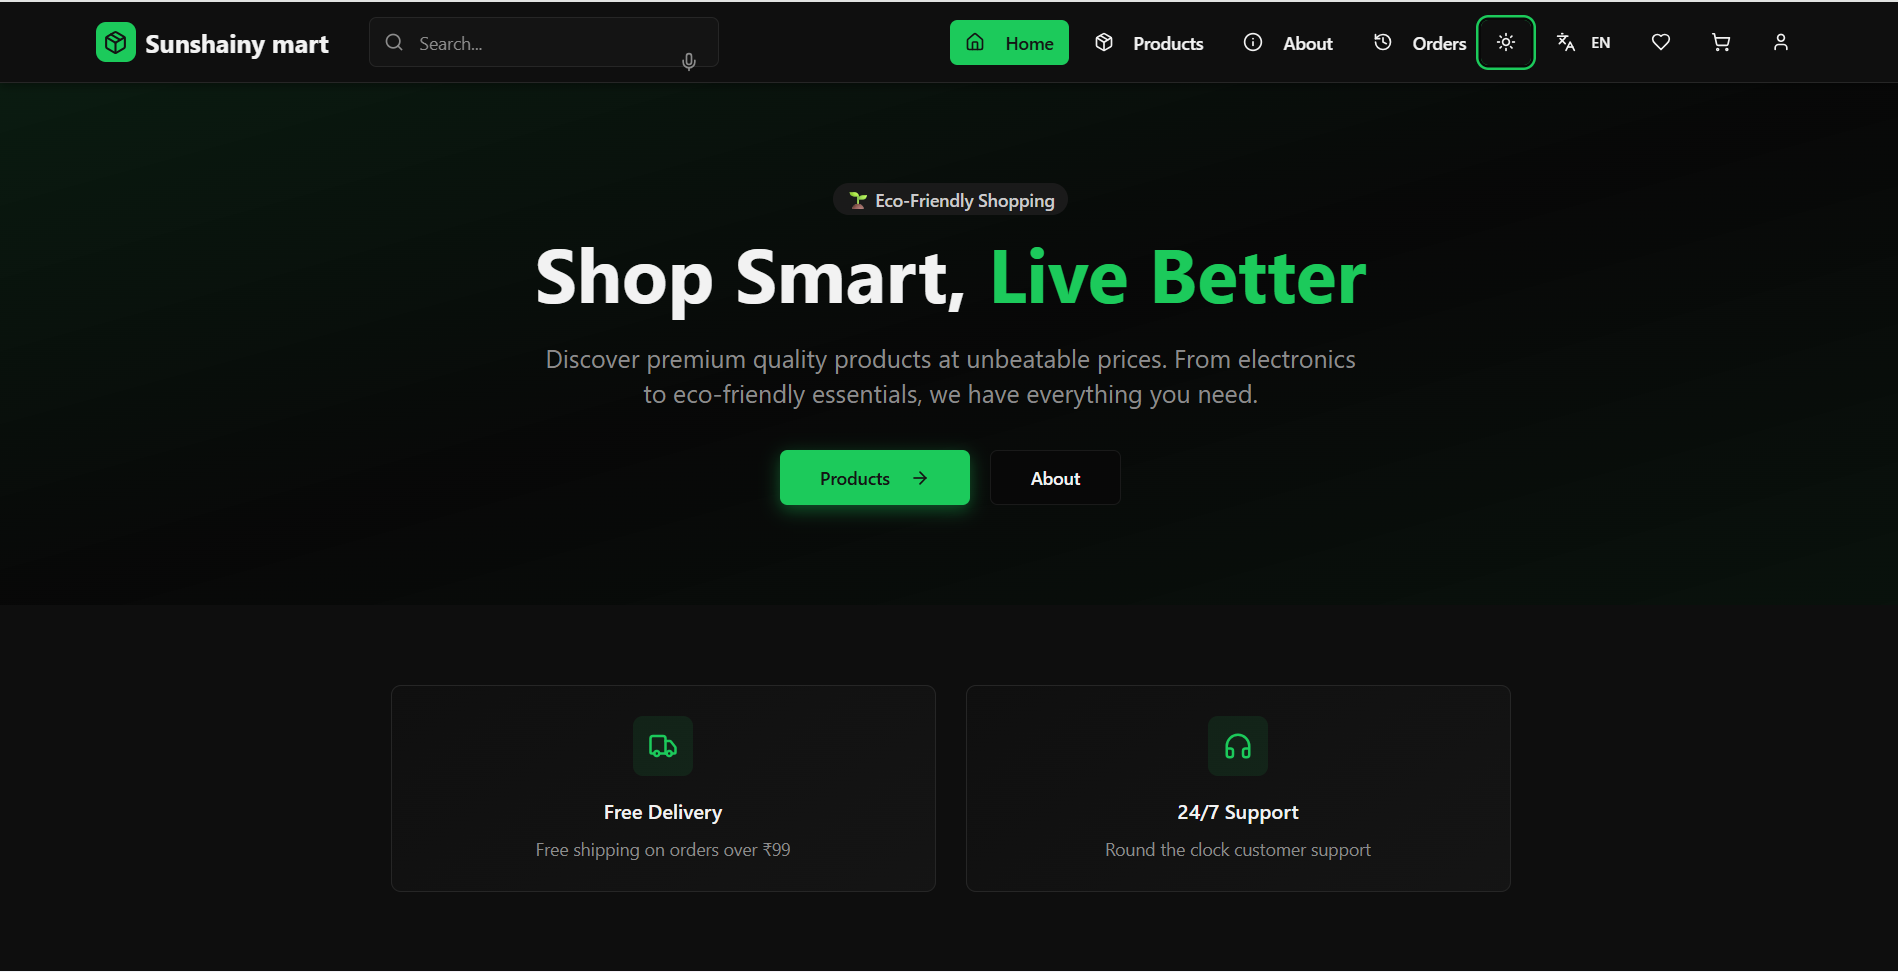 Sunshainy mart
Search...
Home
Products
About
Orders
EN
Eco-Friendly Shopping
Shop Smart, Live Better
Discover premium quality products at unbeatable prices. From electronics
to eco-friendly essentials, we have everything you need.
Products
About
Free Delivery
Free shipping on orders over ₹99
24/7 Support
Round the clock customer support